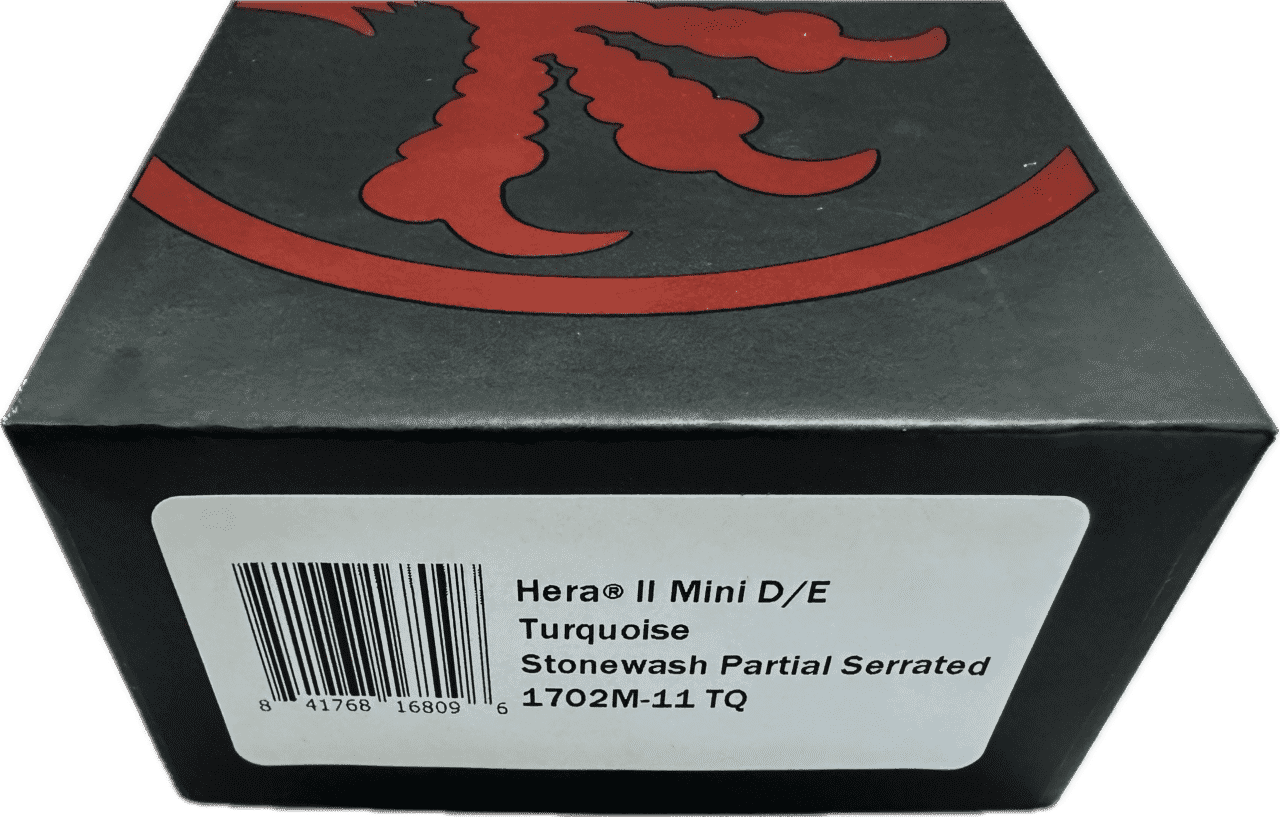 Hera® II Mini D/E
Turquoise
Stonewash Partial Serrated
1702M-11 TQ
8 41768 16809 6